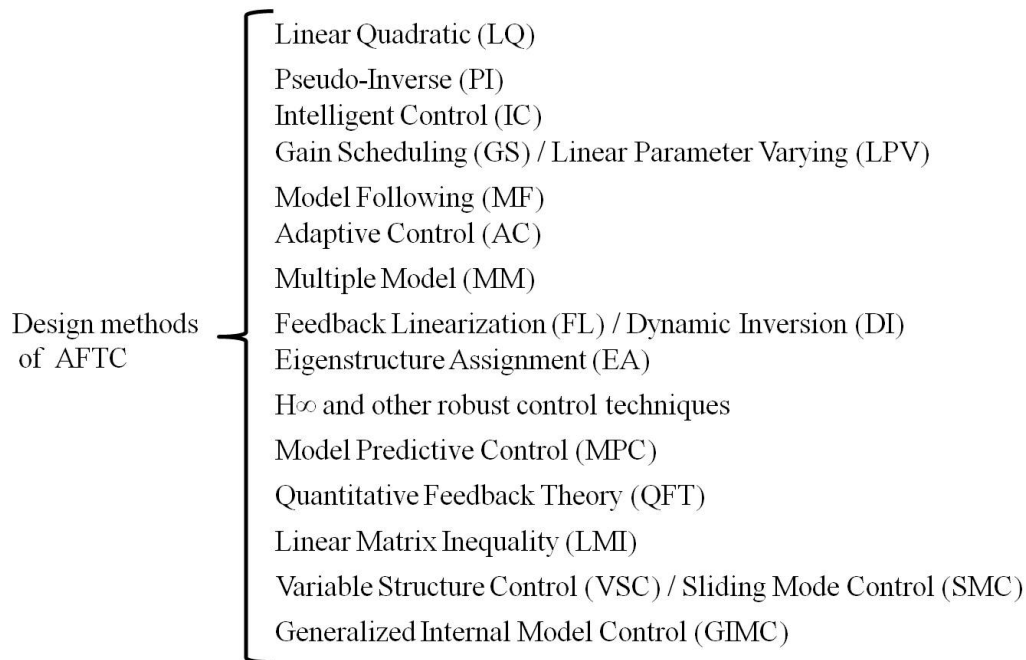 Linear Quadratic (LQ)
Pseudo-Inverse (PI)
Intelligent Control (IC)
Gain Scheduling (GS) / Linear Parameter Varying (LPV)
Model Following (MF)
Adaptive Control (AC)
Multiple Model (MM)
Design methods
of AFTC
Feedback Linearization (FL) / Dynamic Inversion (DI)
Eigenstructure Assignment (EA)
H∞ and other robust control techniques
Model Predictive Control (MPC)
Quantitative Feedback Theory (QFT)
Linear Matrix Inequality (LMI)
Variable Structure Control (VSC) / Sliding Mode Control (SMC)
Generalized Internal Model Control (GIMC)